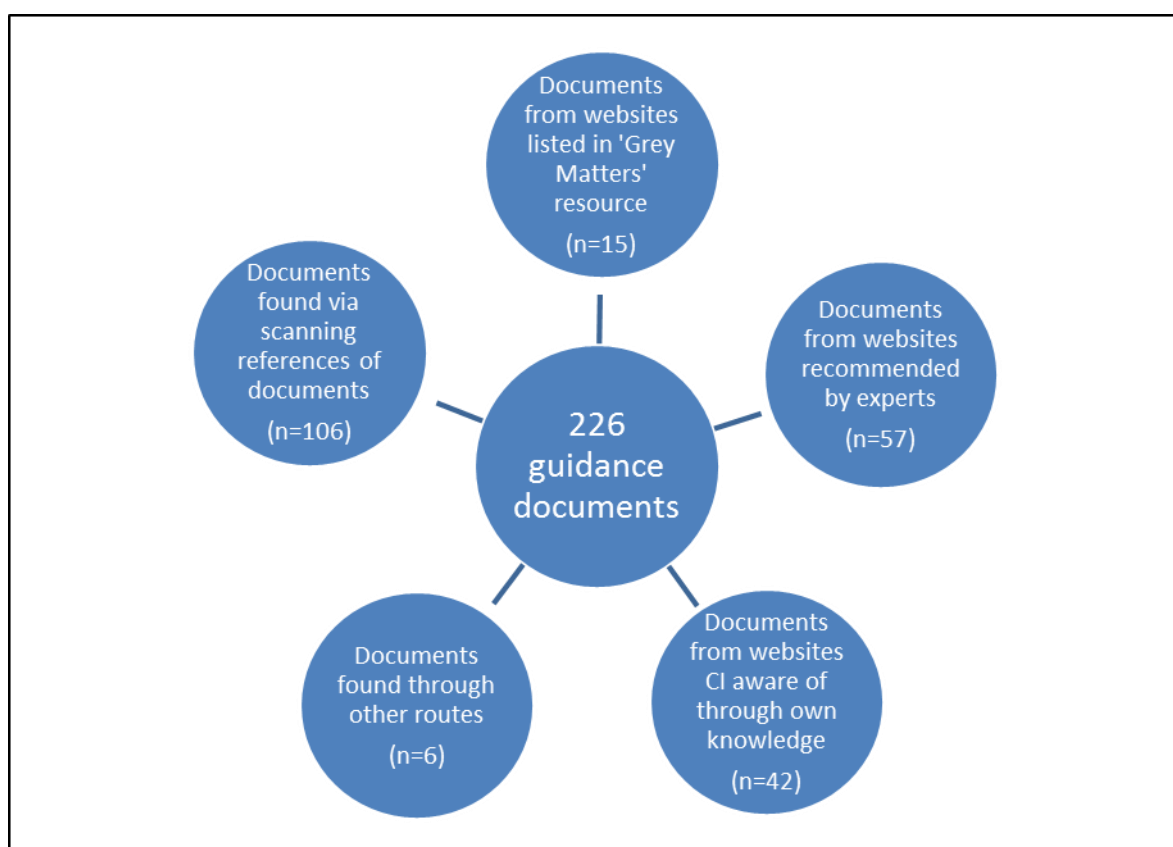 Documents
from websites
listed in 'Grey
Matters'
resource
(n=15)
Documents
from websites
recommended
by experts
(n=57)
Documents
from websites
CI aware of
through own
knowledge
(n=42)
Documents
found through
other routes
(n=6)
Documents
found via
scanning
references of
documents
(n=106)
226
guidance
documents